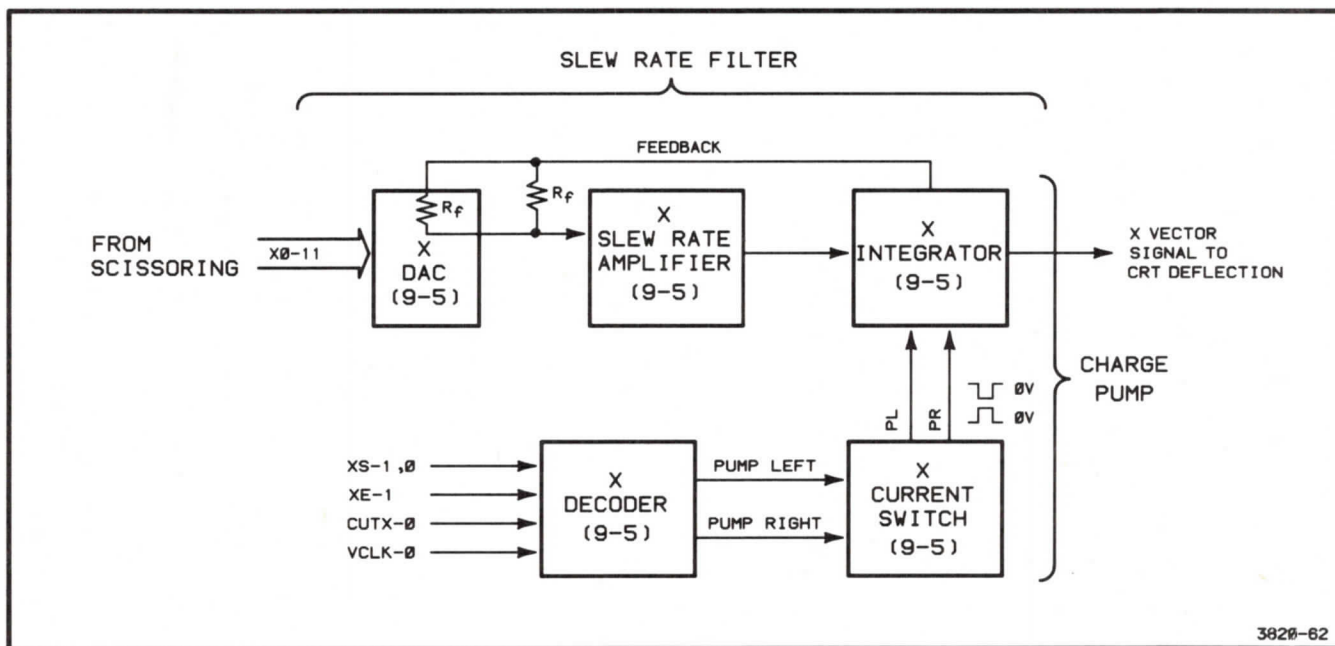 SLEW RATE FILTER
FEEDBACK
FROM
SCISSORING
XØ-11
Rf
X
DAC
(9-5)
Rf
X
SLEW RATE
AMPLIFIER
(9-5)
X
INTEGRATOR
(9-5)
X VECTOR
SIGNAL TO
CRT DEFLECTION
PL
PR
ØV
ØV
CHARGE
PUMP
XS-1,Ø
XE-1
CUTX-Ø
VCLK-Ø
X
DECODER
(9-5)
PUMP LEFT
PUMP RIGHT
X
CURRENT
SWITCH
(9-5)
382Ø-62